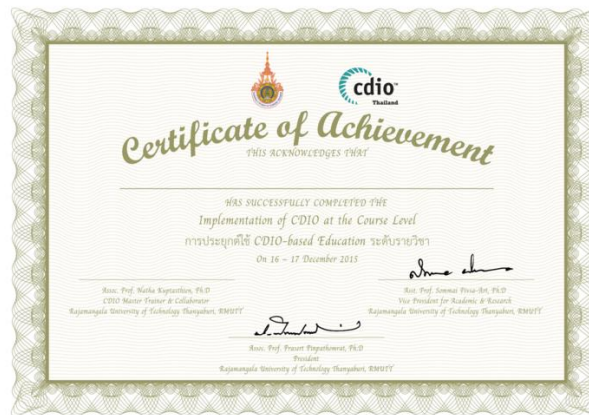 cdio™
Thailand
Certificate of Achievement
THIS ACKNOWLEDGES THAT
HAS SUCCESSFULLY COMPLETED THE
Implementation of CDIO at the Course Level
การประยุกต์ใช้ CDIO-based Education ระดับรายวิชา
On 16 – 17 December 2015
Assoc. Prof. Natha Kuptasthien, Ph.D
CDIO Master Trainer & Collaborator
Rajamangala University of Technology Thanyaburi, RMUTT
Asst. Prof. Sommai Pivsa-Art, Ph.D
Vice President for Academic & Research
Rajamangala University of Technology Thanyaburi, RMUTT
Assoc. Prof. Prasert Pinpathomrat, Ph.D
President
Rajamangala University of Technology Thanyaburi, RMUTT